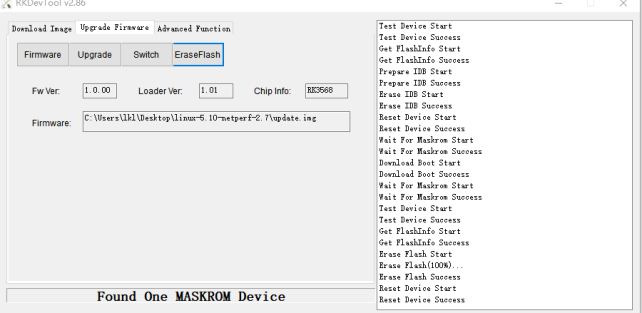 RKDevTool v2.86
Download Image Upgrade Firmware Advanced Function
Firmware Upgrade Switch EraseFlash
Fw Ver: 1.0.00 Loader Ver: 1.01 Chip Info: RK3568
Firmware: C:\Users\lkl\Desktop\linux-5.10-netperf-2.7\update.img
Found One MASKROM Device
Test Device Start
Test Device Success
Get FlashInfo Start
Get FlashInfo Success
Prepare IDB Start
Prepare IDB Success
Erase IDB Start
Erase IDB Success
Reset Device Start
Reset Device Success
Wait For Maskrom Start
Wait For Maskrom Success
Download Boot Start
Download Boot Success
Wait For Maskrom Start
Wait For Maskrom Success
Test Device Start
Test Device Success
Get FlashInfo Start
Get FlashInfo Success
Erase Flash Start
Erase Flash(100%)...
Erase Flash Success
Reset Device Start
Reset Device Success